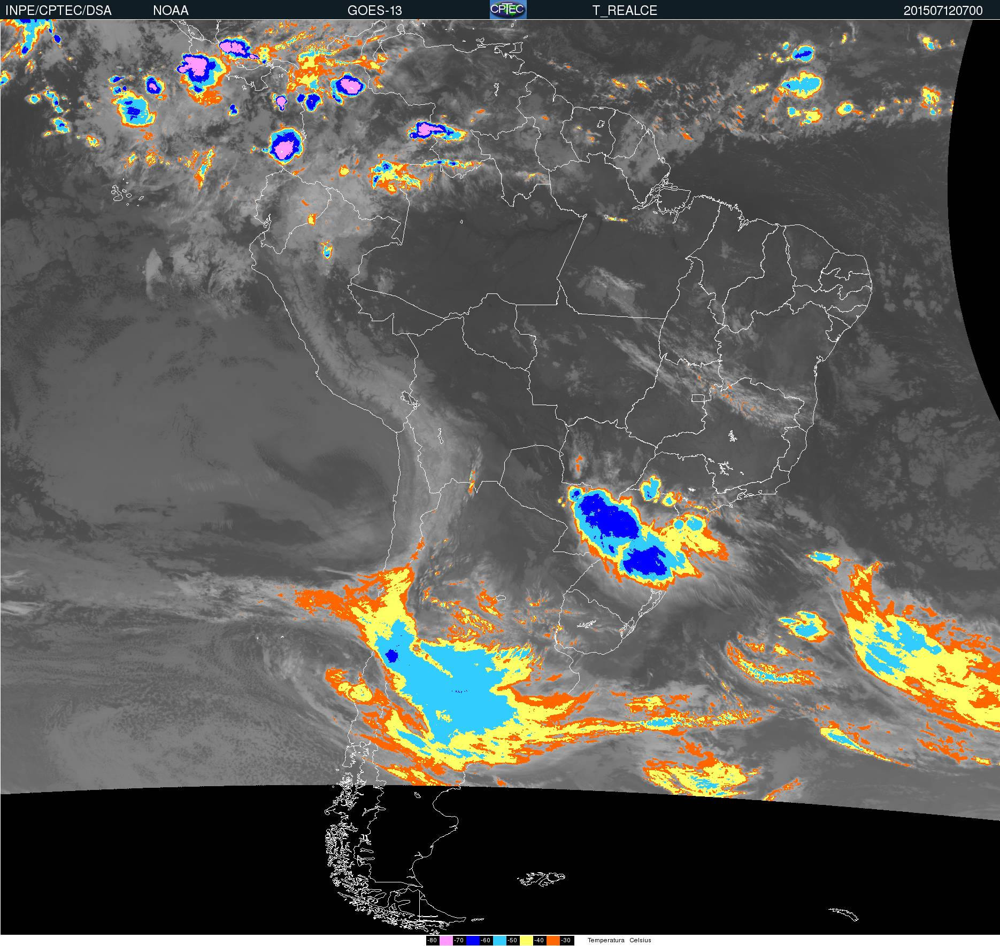 INPE/CPTEC/DSA NOAA GOES-13 CPTEC T_REALCE 201507120700
-80 -70 -60 -50 -40 -30 Temperatura Celsius